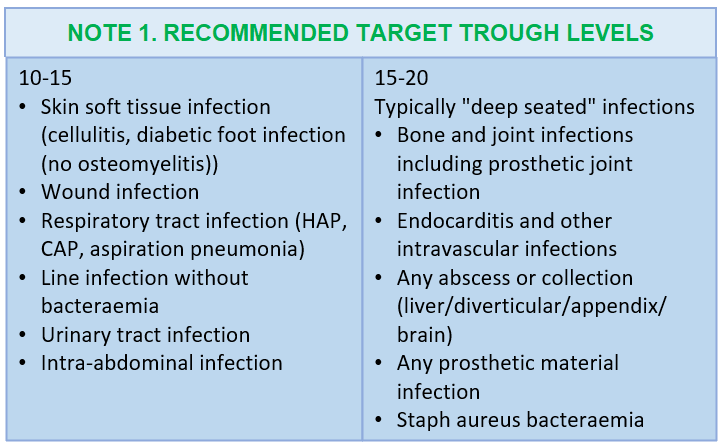 NOTE 1. RECOMMENDED TARGET TROUGH LEVELS
10-15
• Skin soft tissue infection
(cellulitis, diabetic foot infection
(no osteomyelitis))
• Wound infection
• Respiratory tract infection (HAP,
CAP, aspiration pneumonia)
• Line infection without
bacteraemia
• Urinary tract infection
• Intra-abdominal infection
15-20
Typically "deep seated" infections
• Bone and joint infections
including prosthetic joint
infection
• Endocarditis and other
intravascular infections
• Any abscess or collection
(liver/diverticular/appendix/
brain)
• Any prosthetic material
infection
• Staph aureus bacteraemia